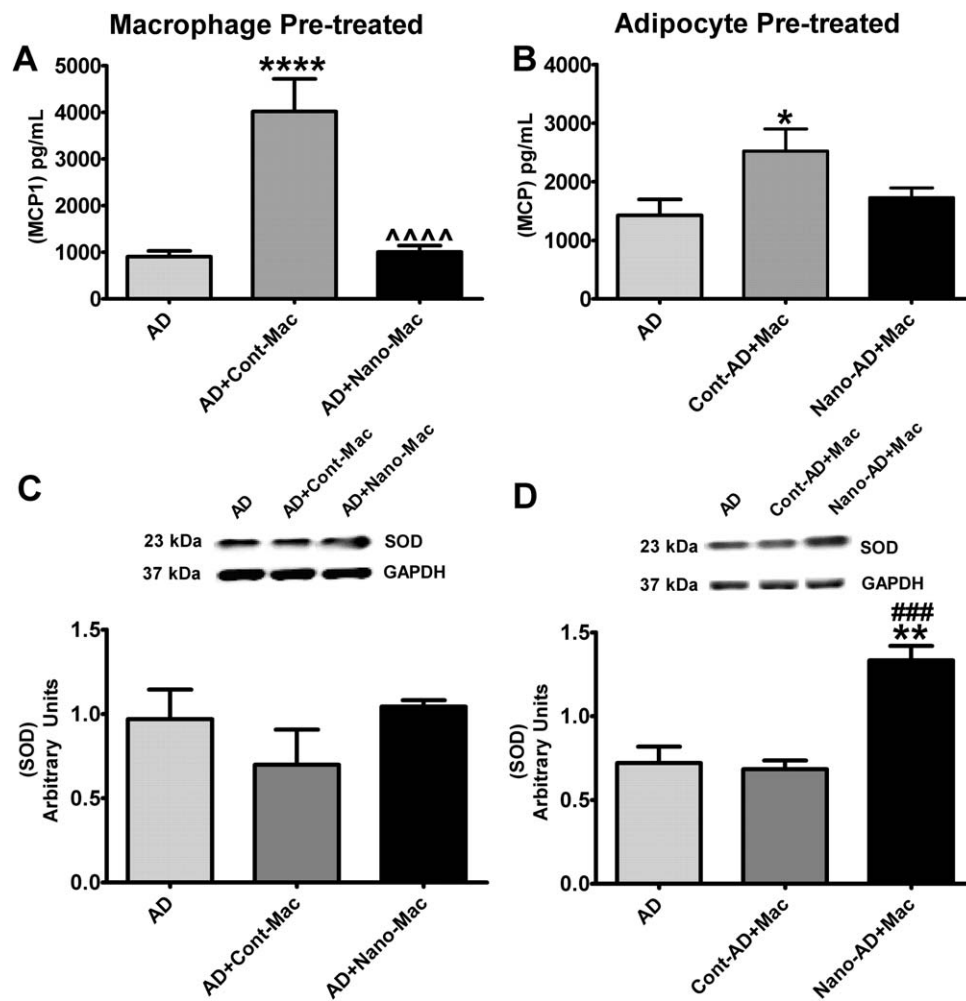 Macrophage Pre-treated
A
(MCP1) pg/mL
5000
4000
3000
2000
1000
0
****
^^^^
AD
AD+Cont-Mac
AD+Nano-Mac
Adipocyte Pre-treated
B
(MCP) pg/mL
4000
3000
2000
1000
0
*
AD
Cont-AD+Mac
Nano-AD+Mac
C
AD
AD+Cont-Mac
AD+Nano-Mac
23 kDa
SOD
37 kDa
GAPDH
(SOD)
Arbitrary Units
1.5
1.0
0.5
0.0
AD
AD+Cont-Mac
AD+Nano-Mac
D
AD
Cont-AD+Mac
Nano-AD+Mac
23 kDa
SOD
37 kDa
GAPDH
(SOD)
Arbitrary Units
1.5
1.0
0.5
0.0
###
**
AD
Cont-AD+Mac
Nano-AD+Mac